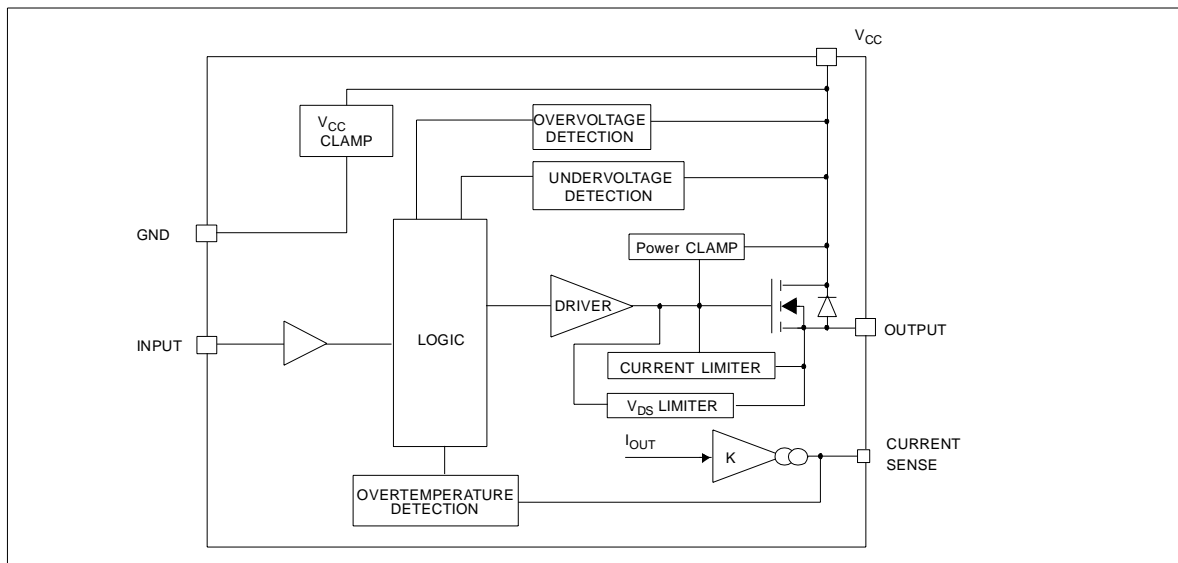 VCC
VCC
CLAMP
OVERVOLTAGE
DETECTION
UNDERVOLTAGE
DETECTION
GND
Power CLAMP
DRIVER
INPUT
LOGIC
OUTPUT
CURRENT LIMITER
VDS LIMITER
IOUT
K
CURRENT
SENSE
OVERTEMPERATURE
DETECTION